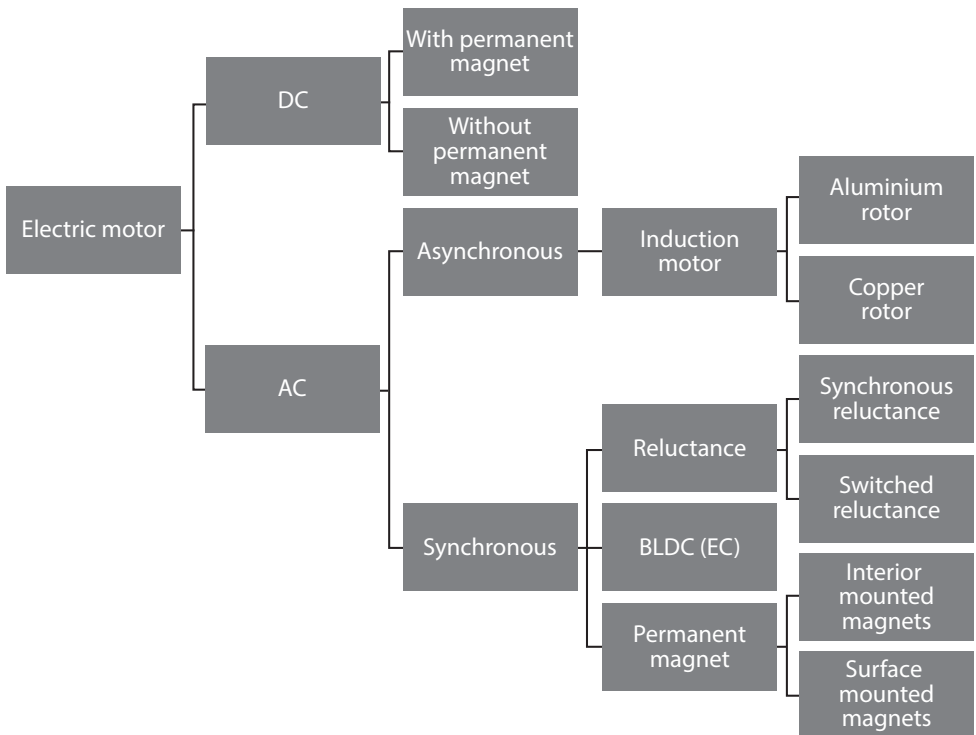 With permanent
magnet
DC
Without
permanent
magnet
Electric motor
Asynchronous
Induction
motor
Aluminium
rotor
Copper
rotor
AC
Synchronous
Reluctance
Synchronous
reluctance
Switched
reluctance
BLDC (EC)
Permanent
magnet
Interior
mounted
magnets
Surface
mounted
magnets